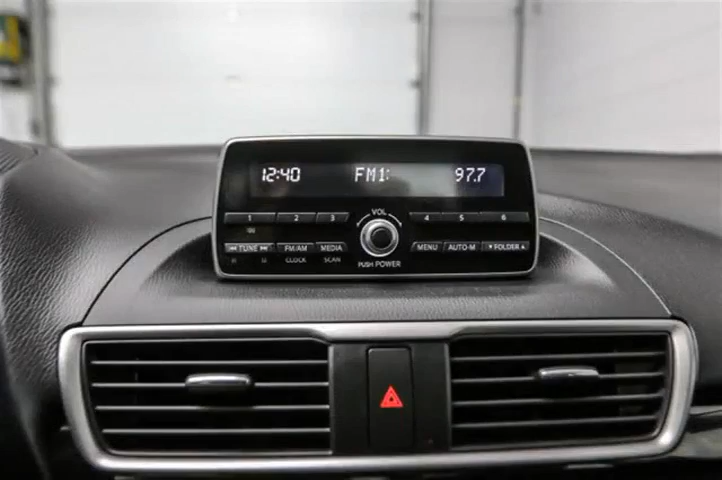 12:40 FM1: 97.7
1 2 3 VOL 4 5 6
TUNE FM/AM MEDIA MENU AUTO-M FOLDER
CLOCK SCAN PUSH POWER